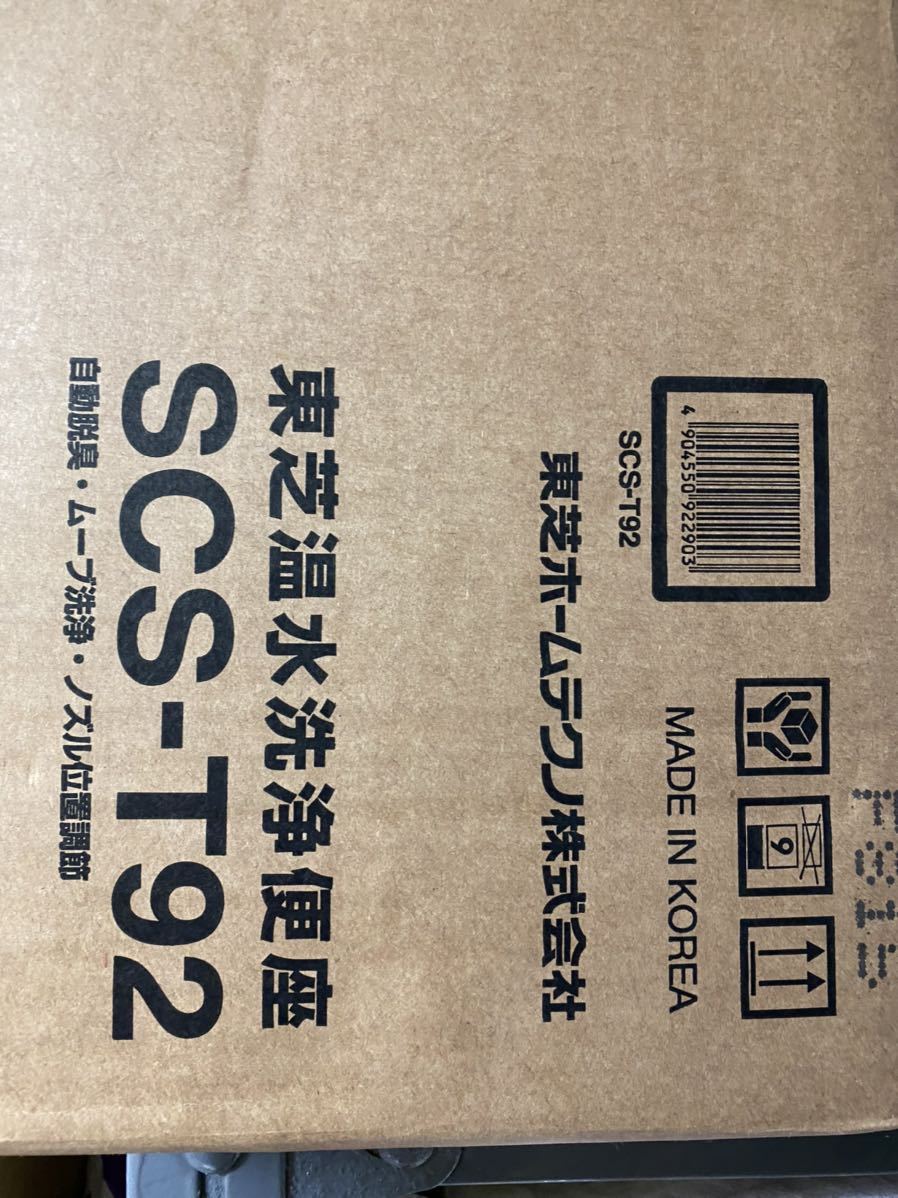 東芝温水洗浄便座
SCS-T92
自動脱臭・ムーブ洗浄・ノズル位置調節
4 904550 922903
SCS-T92
東芝ホームテクノ株式会社
MADE IN KOREA
9